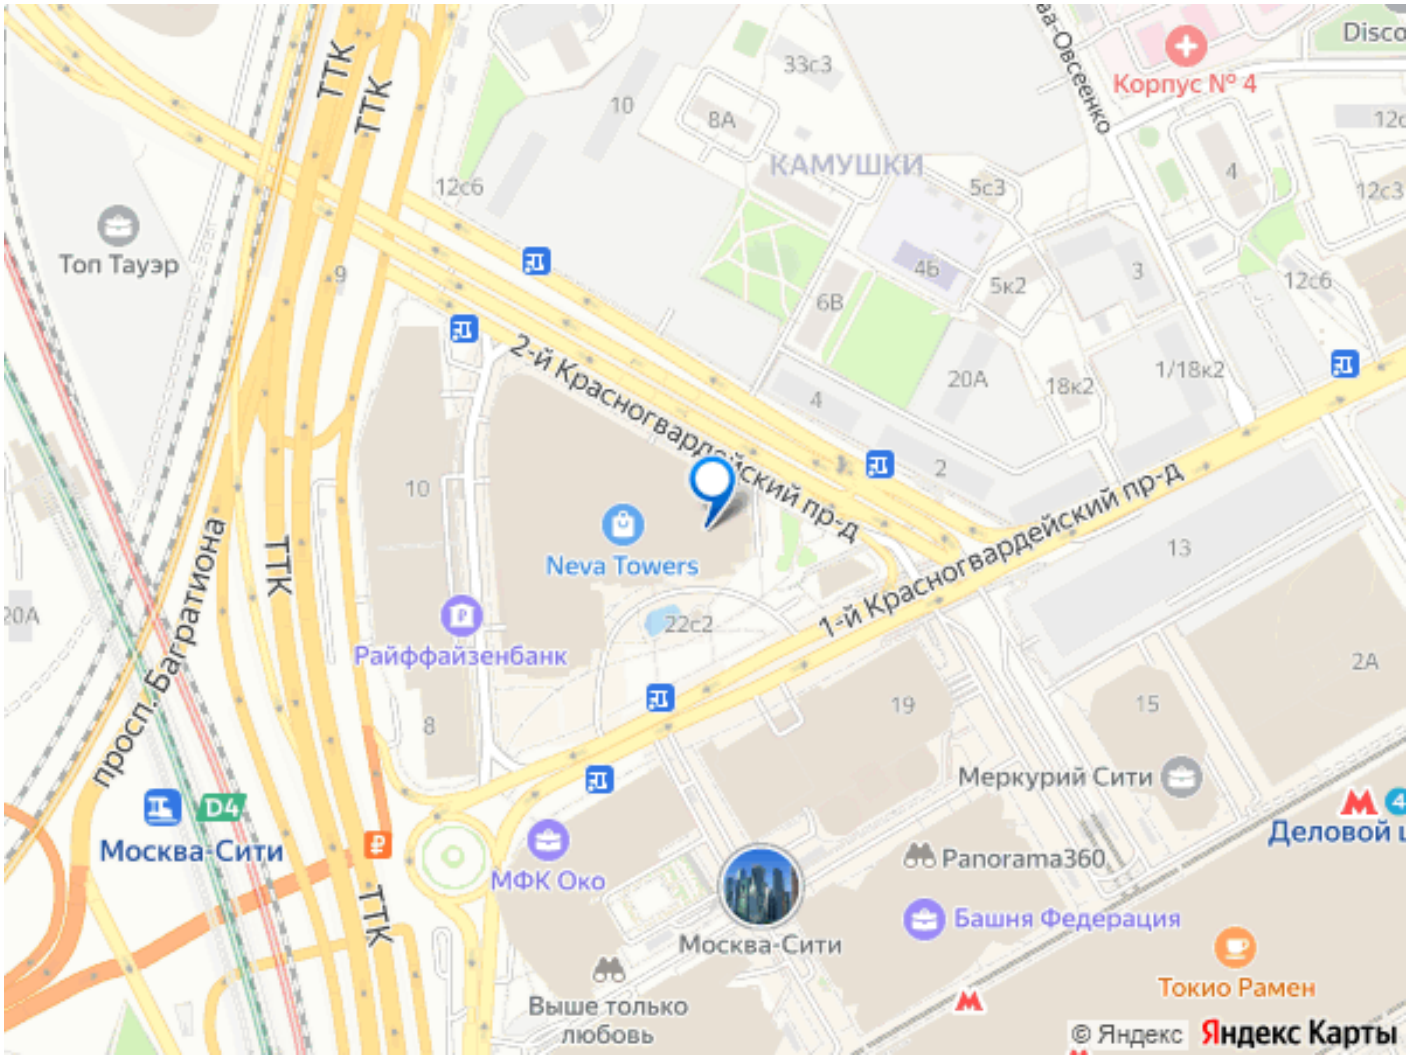 ва-Овсеенко
Disco
Корпус № 4
ТТК
ТТК
33с3
10
8А
12с
КАМУШКИ
4
12с6
5с3
12с3
Топ Тауэр
9
4Б
3
5к2
12с6
6В
2-й Красногвардейский пр-д
1/18к2
20А
18к2
4
2
10
1-й Красногвардейский пр-д
ТТК
просп. Багратиона
Neva Towers
13
20А
22с2
Райффайзенбанк
2А
8
19
15
Меркурий Сити
D4
Москва-Сити
₽
М 4
Деловой ц
Panorama360
МФК Око
ТТК
Башня Федерация
Москва-Сити
Токио Рамен
Выше только
любовь
М
© Яндекс Яндекс Карты